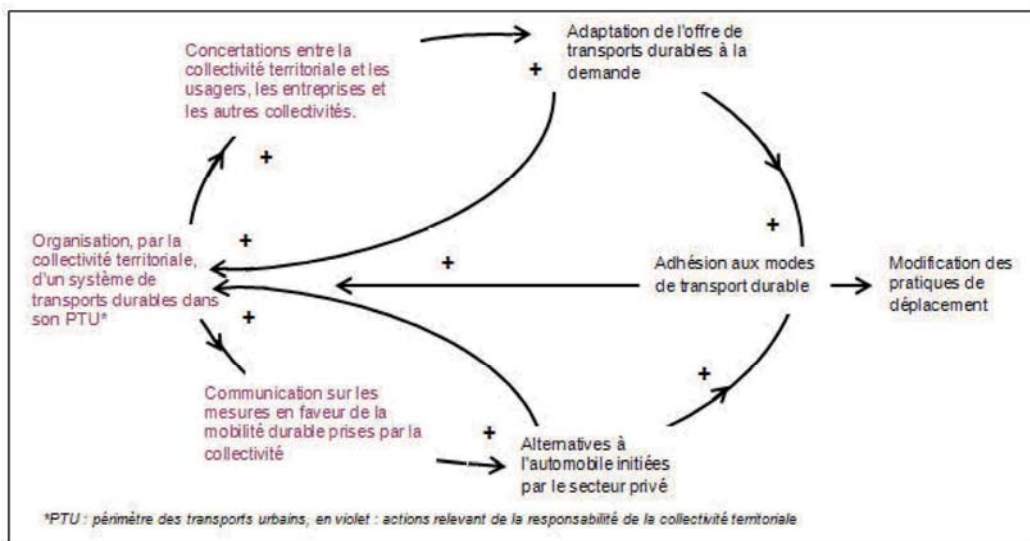 Concertations entre la
collectivité territoriale et les
usagers, les entreprises et
les autres collectivités.
Adaptation de l'offre de
transports durables à la
demande
+
+
+
Organisation, par la
collectivité territoriale,
d'un système de
transports durables dans
son PTU*
+
+
+
Adhésion aux modes
de transport durable
Modification des
pratiques de
déplacement
Communication sur les
mesures en faveur de la
mobilité durable prises par la
collectivité
+
+
Alternatives à
l'automobile initiées
par le secteur privé
*PTU : périmètre des transports urbains, en violet : actions relevant de la responsabilité de la collectivité territoriale